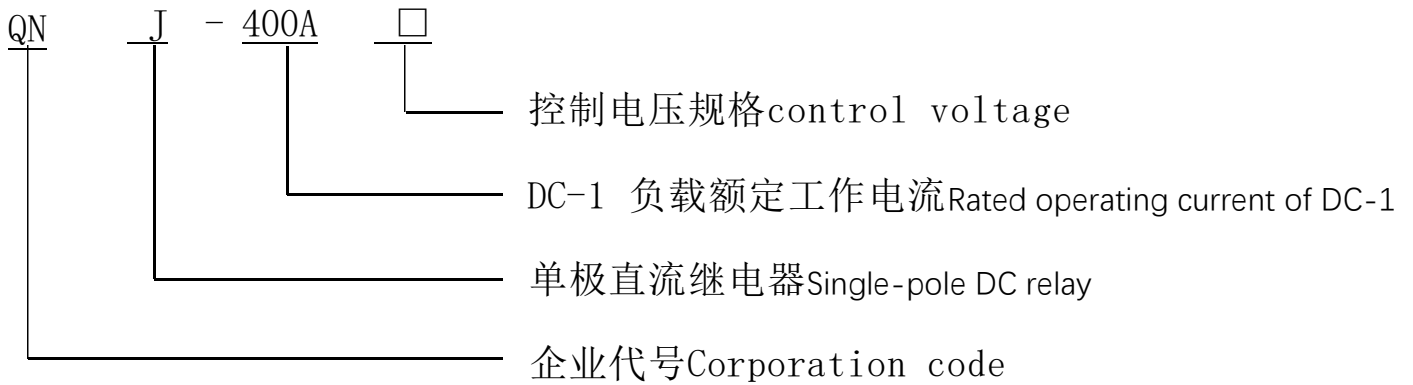 QN J - 400A □
控制电压规格control voltage
DC-1 负载额定工作电流Rated operating current of DC-1
单极直流继电器Single-pole DC relay
企业代号Corporation code